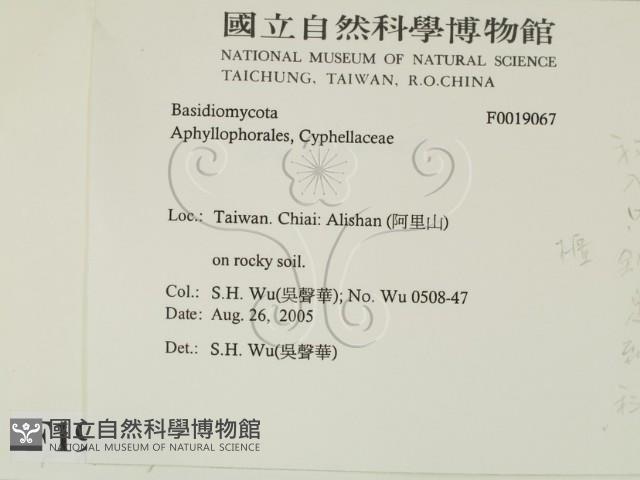 國立自然科學博物館
NATIONAL MUSEUM OF NATURAL SCIENCE
TAICHUNG, TAIWAN, R.O.CHINA
Basidiomycota F0019067
Aphyllophorales, Cyphellaceae
Loc.: Taiwan. Chiai: Alishan (阿里山)
on rocky soil.
Col.: S.H. Wu(吳聲華); No. Wu 0508-47
Date: Aug. 26, 2005
Det.: S.H. Wu(吳聲華)
國立自然科學博物館
NATIONAL MUSEUM OF NATURAL SCIENCE